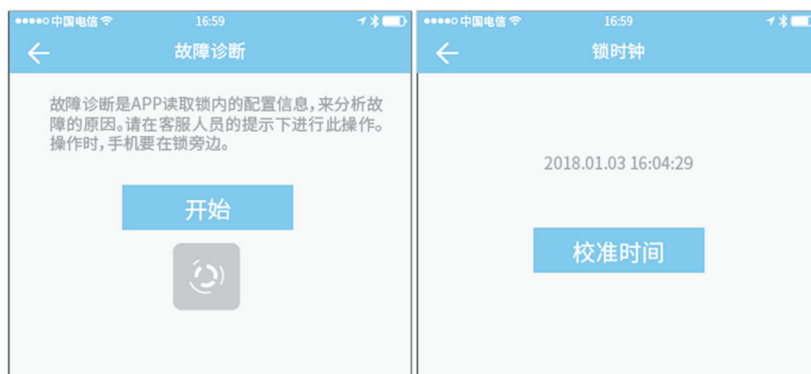 中国电信 16:59
故障诊断
故障诊断是APP读取锁内的配置信息,来分析故
障的原因。请在客服人员的提示下进行此操作。
操作时,手机要在锁旁边。
开始
中国电信 16:59
锁时钟
2018.01.03 16:04:29
校准时间